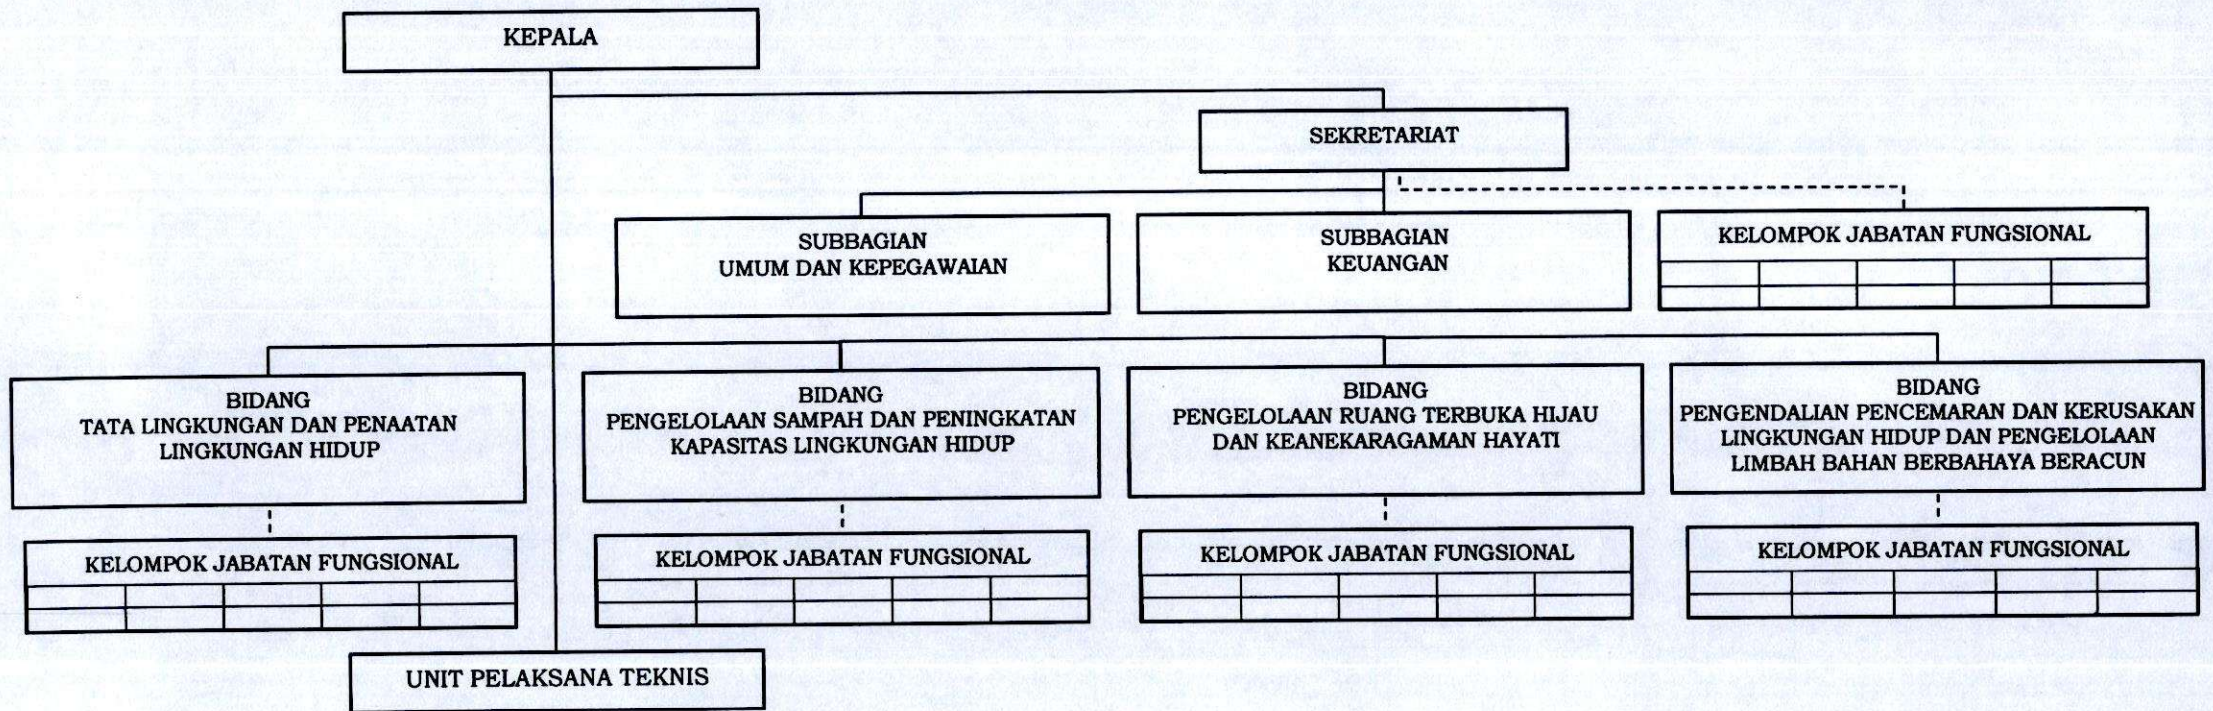 KEPALA
SEKRETARIAT
SUBBAGIAN
UMUM DAN KEPEGAWAIAN
SUBBAGIAN
KEUANGAN
KELOMPOK JABATAN FUNGSIONAL
BIDANG
TATA LINGKUNGAN DAN PENAATAN
LINGKUNGAN HIDUP
BIDANG
PENGELOLAAN SAMPAH DAN PENINGKATAN
KAPASITAS LINGKUNGAN HIDUP
BIDANG
PENGELOLAAN RUANG TERBUKA HIJAU
DAN KEANEKARAGAMAN HAYATI
BIDANG
PENGENDALIAN PENCEMARAN DAN KERUSAKAN
LINGKUNGAN HIDUP DAN PENGELOLAAN
LIMBAH BAHAN BERBAHAYA BERACUN
KELOMPOK JABATAN FUNGSIONAL
KELOMPOK JABATAN FUNGSIONAL
KELOMPOK JABATAN FUNGSIONAL
KELOMPOK JABATAN FUNGSIONAL
UNIT PELAKSANA TEKNIS